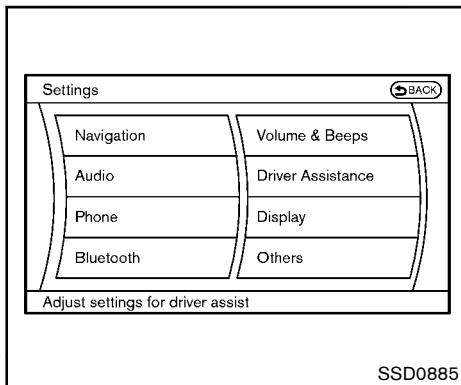 Settings
BACK
Navigation
Audio
Phone
Bluetooth
Volume & Beeps
Driver Assistance
Display
Others
Adjust settings for driver assist
SSD0885